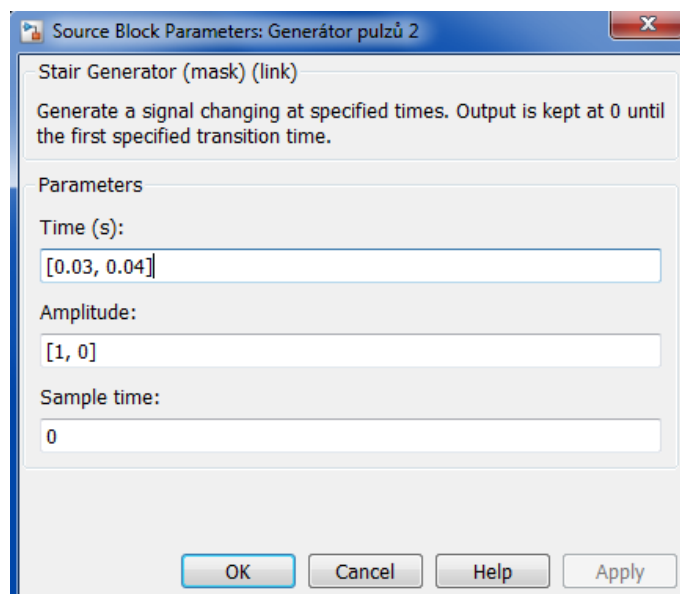 Source Block Parameters: Generátor pulzů 2
Stair Generator (mask) (link)
Generate a signal changing at specified times. Output is kept at 0 until
the first specified transition time.
Parameters
Time (s):
[0.03, 0.04]
Amplitude:
[1, 0]
Sample time:
0
OK Cancel Help Apply